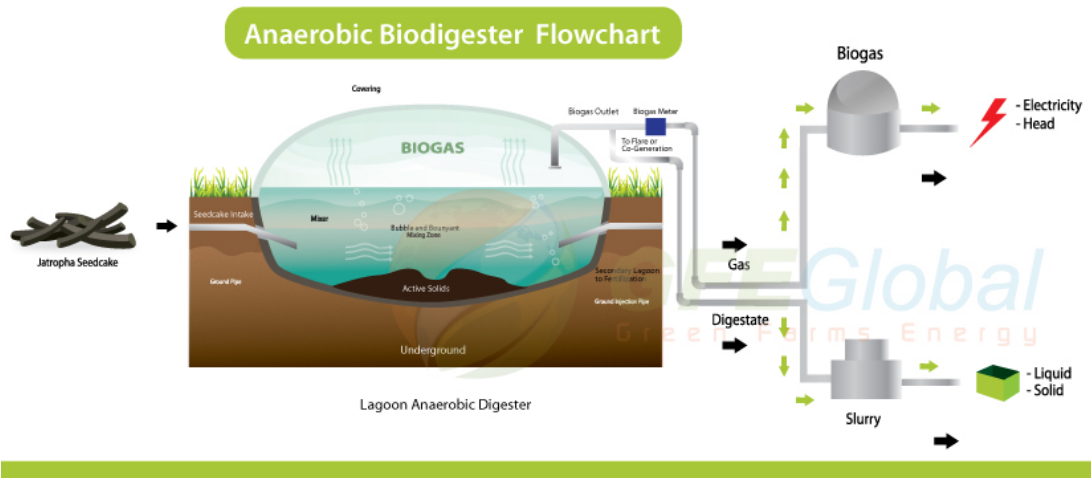 Anaerobic Biodigester Flowchart
Covering
Biogas
Biogas Outlet
Biogas Meter
- Electricity
- Head
To Flare or
Co-Generation
BIOGAS
Seedcake Intake
Mixer
Bubble and Bounyant
Mixing Zone
Jatropha Seedcake
Gas
GFEGlobal
Green Farms Energy
Secondary Lagoon
to Fertilization
Ground Pipe
Active Solids
Ground Injection Pipe
Digestate
Underground
- Liquid
- Solid
Lagoon Anaerobic Digester
Slurry